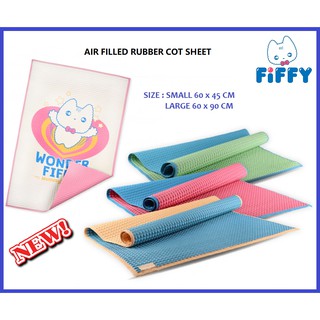 AIR FILLED RUBBER COT SHEET
FiFFY
SIZE : SMALL 60 x 45 CM
LARGE 60 x 90 CM
WONDER
FIFF
NEW!